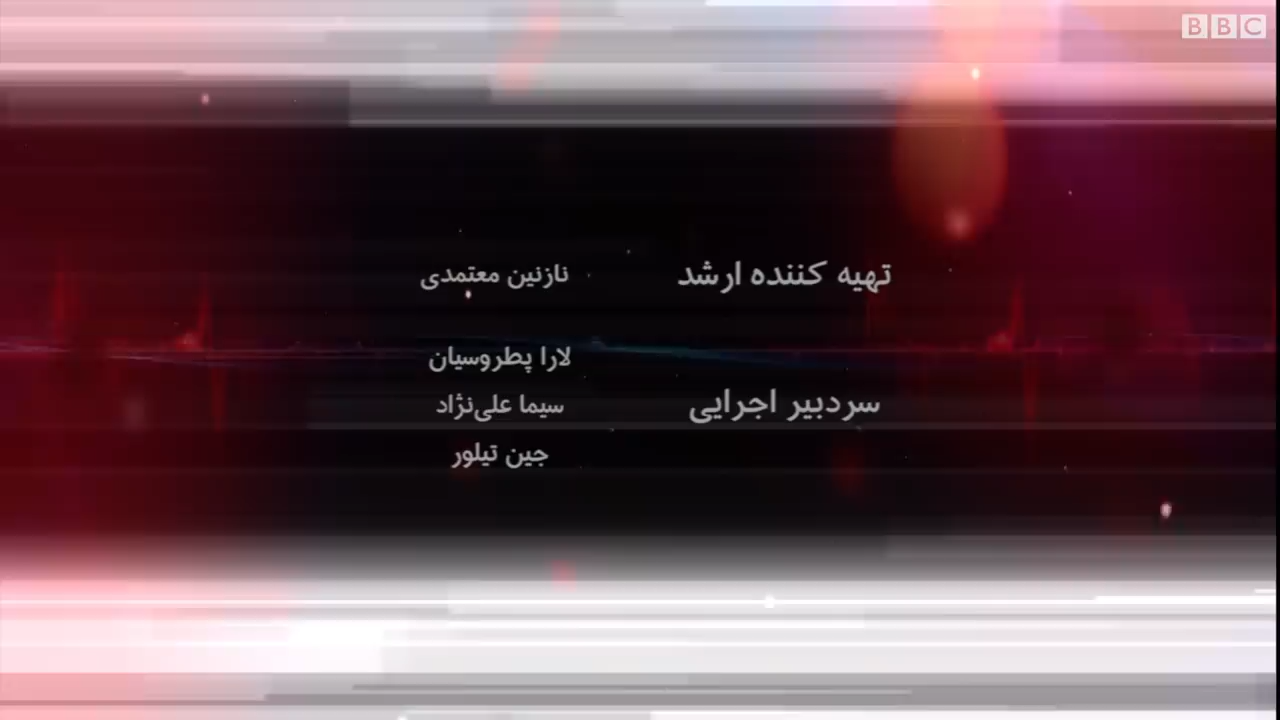 BBC
تهیه کننده ارشد
نازنین معتمدی
لارا پطروسیان
سردبیر اجرایی
سیما علی‌نژاد
جین تیلور